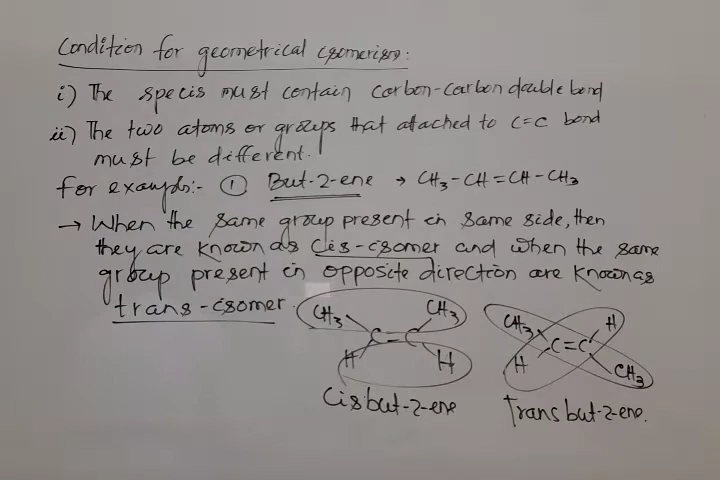 Condition for geometrical isomerism:
i) The specis must contain carbon-carbon double bond
ii) The two atoms or groups that attached to C=C bond
must be different.
For example:- ① But-2-ene → CH3-CH=CH-CH3
→ When the same group present in same side, then
they are known as Cis-isomer and when the same
group present in opposite direction are known as
trans-isomer.
CH3 CH3 CH3 H
C=C C=C
H H H CH3
Cis but-2-ene Trans but-2-ene.